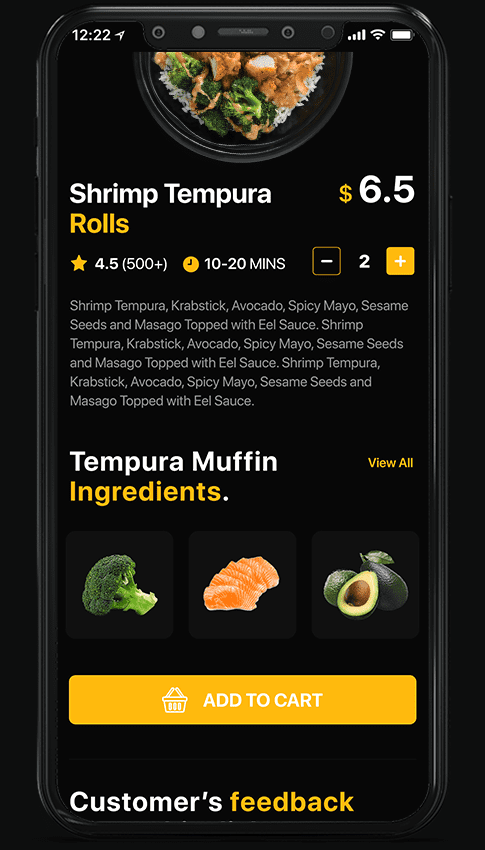 12:22
Shrimp Tempura
Rolls
$ 6.5
4.5 (500+)
10-20 MINS
2
Shrimp Tempura, Krabstick, Avocado, Spicy Mayo, Sesame
Seeds and Masago Topped with Eel Sauce. Shrimp
Tempura, Krabstick, Avocado, Spicy Mayo, Sesame Seeds
and Masago Topped with Eel Sauce. Shrimp Tempura,
Krabstick, Avocado, Spicy Mayo, Sesame Seeds and
Masago Topped with Eel Sauce.
Tempura Muffin
Ingredients.
View All
ADD TO CART
Customer's feedback